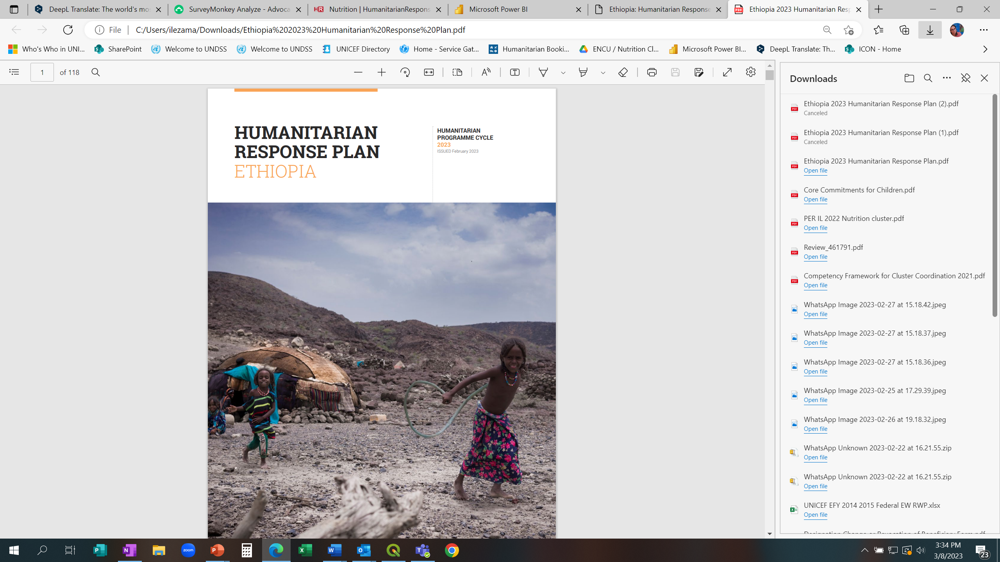 DeepL Translate: The world's mos
SurveyMonkey Analyze - Advoca
HR Nutrition | HumanitarianRespons
Microsoft Power BI
Ethiopia: Humanitarian Response
PDF Ethiopia 2023 Humanitarian Resp
File
C:/Users/ilezama/Downloads/Ethiopia%202023%20Humanitarian%20Response%20Plan.pdf
Who's Who in UNI...
SharePoint
Welcome to UNDSS
Welcome to UNDSS
UNICEF Directory
Home - Service Gat...
Humanitarian Booki...
ENCU / Nutrition Cl...
Microsoft Power BI...
DeepL Translate: Th...
ICON - Home
1 of 118
HUMANITARIAN
RESPONSE PLAN
ETHIOPIA
HUMANITARIAN
PROGRAMME CYCLE
2023
ISSUED February 2023
Downloads
Ethiopia 2023 Humanitarian Response Plan (2).pdf
Canceled
Ethiopia 2023 Humanitarian Response Plan (1).pdf
Canceled
Ethiopia 2023 Humanitarian Response Plan.pdf
Open file
Core Commitments for Children.pdf
Open file
PER IL 2022 Nutrition cluster.pdf
Open file
Review_461791.pdf
Open file
Competency Framework for Cluster Coordination 2021.pdf
Open file
WhatsApp Image 2023-02-27 at 15.18.42.jpeg
Open file
WhatsApp Image 2023-02-27 at 15.18.37.jpeg
Open file
WhatsApp Image 2023-02-27 at 15.18.36.jpeg
Open file
WhatsApp Image 2023-02-25 at 17.29.39.jpeg
Open file
WhatsApp Image 2023-02-26 at 19.18.32.jpeg
Open file
WhatsApp Unknown 2023-02-22 at 16.21.55.zip
Open file
WhatsApp Unknown 2023-02-22 at 16.21.55.zip
Open file
UNICEF EFY 2014 2015 Federal EW RWP.xlsx
Open file
Designation Change or Revocation of Beneficiary Form.pdf
zoom
3:34 PM
3/8/2023
23